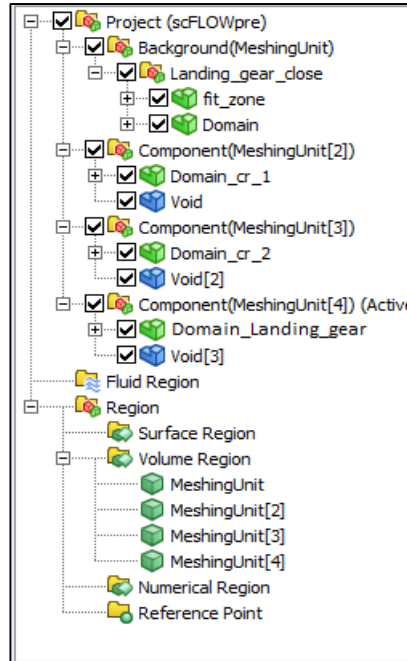 Project (scFLOWpre)
Background(MeshingUnit)
Landing_gear_close
fit_zone
Domain
Component(MeshingUnit[2])
Domain_cr_1
Void
Component(MeshingUnit[3])
Domain_cr_2
Void[2]
Component(MeshingUnit[4]) (Active
Domain_Landing_gear
Void[3]
Fluid Region
Region
Surface Region
Volume Region
MeshingUnit
MeshingUnit[2]
MeshingUnit[3]
MeshingUnit[4]
Numerical Region
Reference Point